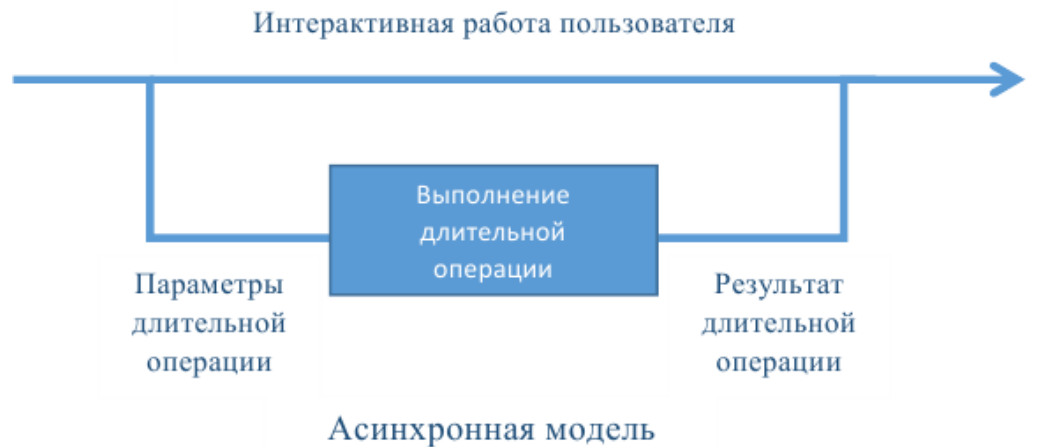 Интерактивная работа пользователя
Выполнение
длительной
операции
Параметры
длительной
операции
Результат
длительной
операции
Асинхронная модель